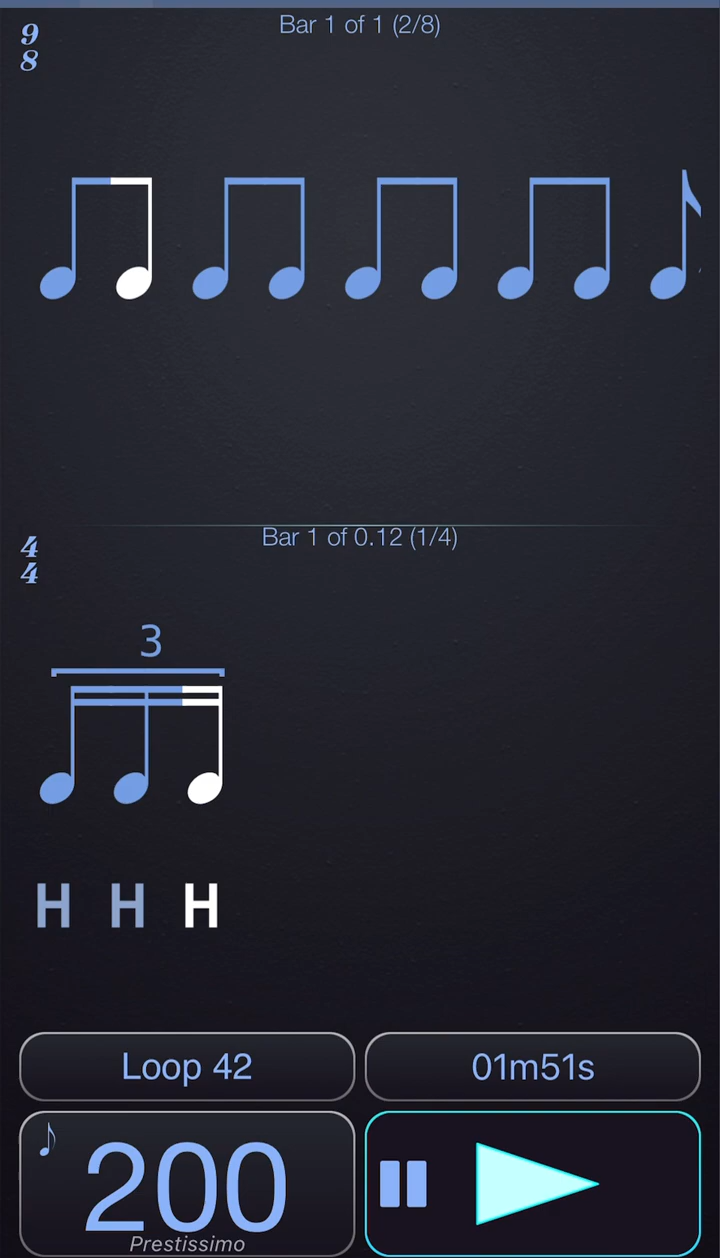 9
8
Bar 1 of 1 (2/8)
4
4
Bar 1 of 0.12 (1/4)
3
H H H
Loop 42
01m51s
200
Prestissimo